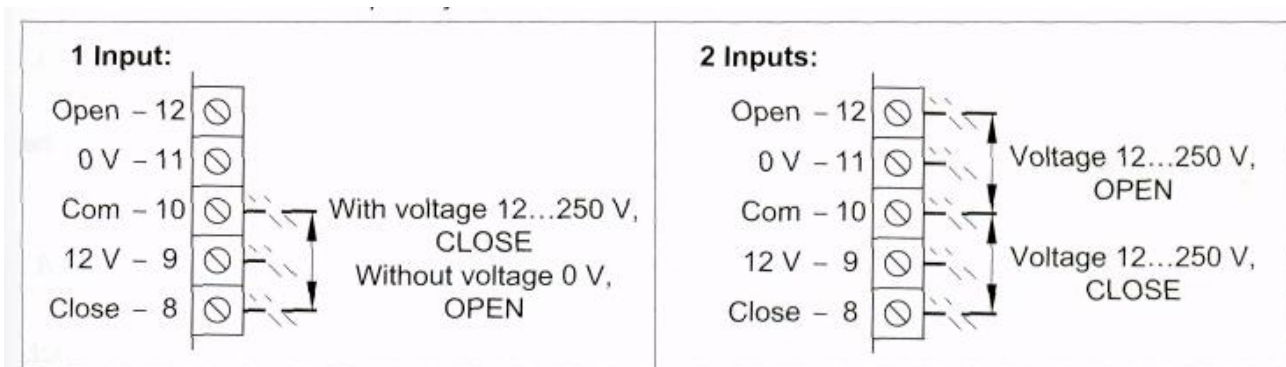 1 Input:
Open – 12
0 V – 11
Com – 10
12 V – 9
Close – 8
With voltage 12...250 V,
CLOSE
Without voltage 0 V,
OPEN
2 Inputs:
Open – 12
0 V – 11
Com – 10
12 V – 9
Close – 8
Voltage 12...250 V,
OPEN
Voltage 12...250 V,
CLOSE